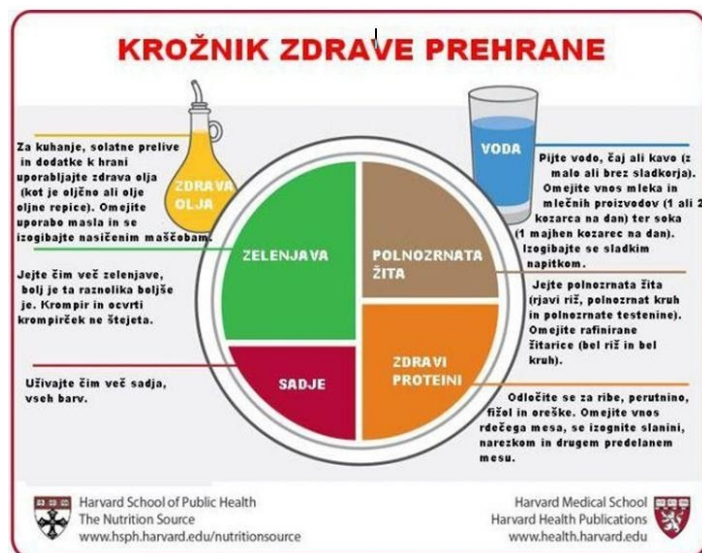 KROŽNIK ZDRAVE PREHRANE
Za kuhanje, solatne prelive
in dodatke k hrani
uporabljajte zdrava olja
(kot je oljčno ali olje
oljne repice). Omejite
uporabo masla in se
izogibajte nasičenim maščobam.
ZDRAVA
OLJA
VODA
Pijte vodo, čaj ali kavo (z
malo ali brez sladkorja).
Omejite vnos mleka in
mlečnih proizvodov (1 ali 2
kozarca na dan) ter soka
(1 majhen kozarec na dan).
Izogibajte se sladkim
napitkom.
ZELENJAVA
POLNOZRNATA
ŽITA
Jejte čim več zelenjave,
bolj je ta raznolika boljše
je. Krompir in ocvrti
krompirček ne štejeta.
Jejte polnozrnata žita
(rjavi riž, polnozrnat kruh
in polnozrnate testenine).
Omejite rafinirane
žitarice (bel riž in bel
kruh).
SADJE
ZDRAVI
PROTEINI
Uživajte čim več sadja,
vseh barv.
Odločite se za ribe, perutnino,
fižol in oreške. Omejite vnos
rdečega mesa, se izognite slanini,
narezkom in drugem predelanem
mesu.
Harvard School of Public Health
The Nutrition Source
www.hsph.harvard.edu/nutritionsource
Harvard Medical School
Harvard Health Publications
www.health.harvard.edu